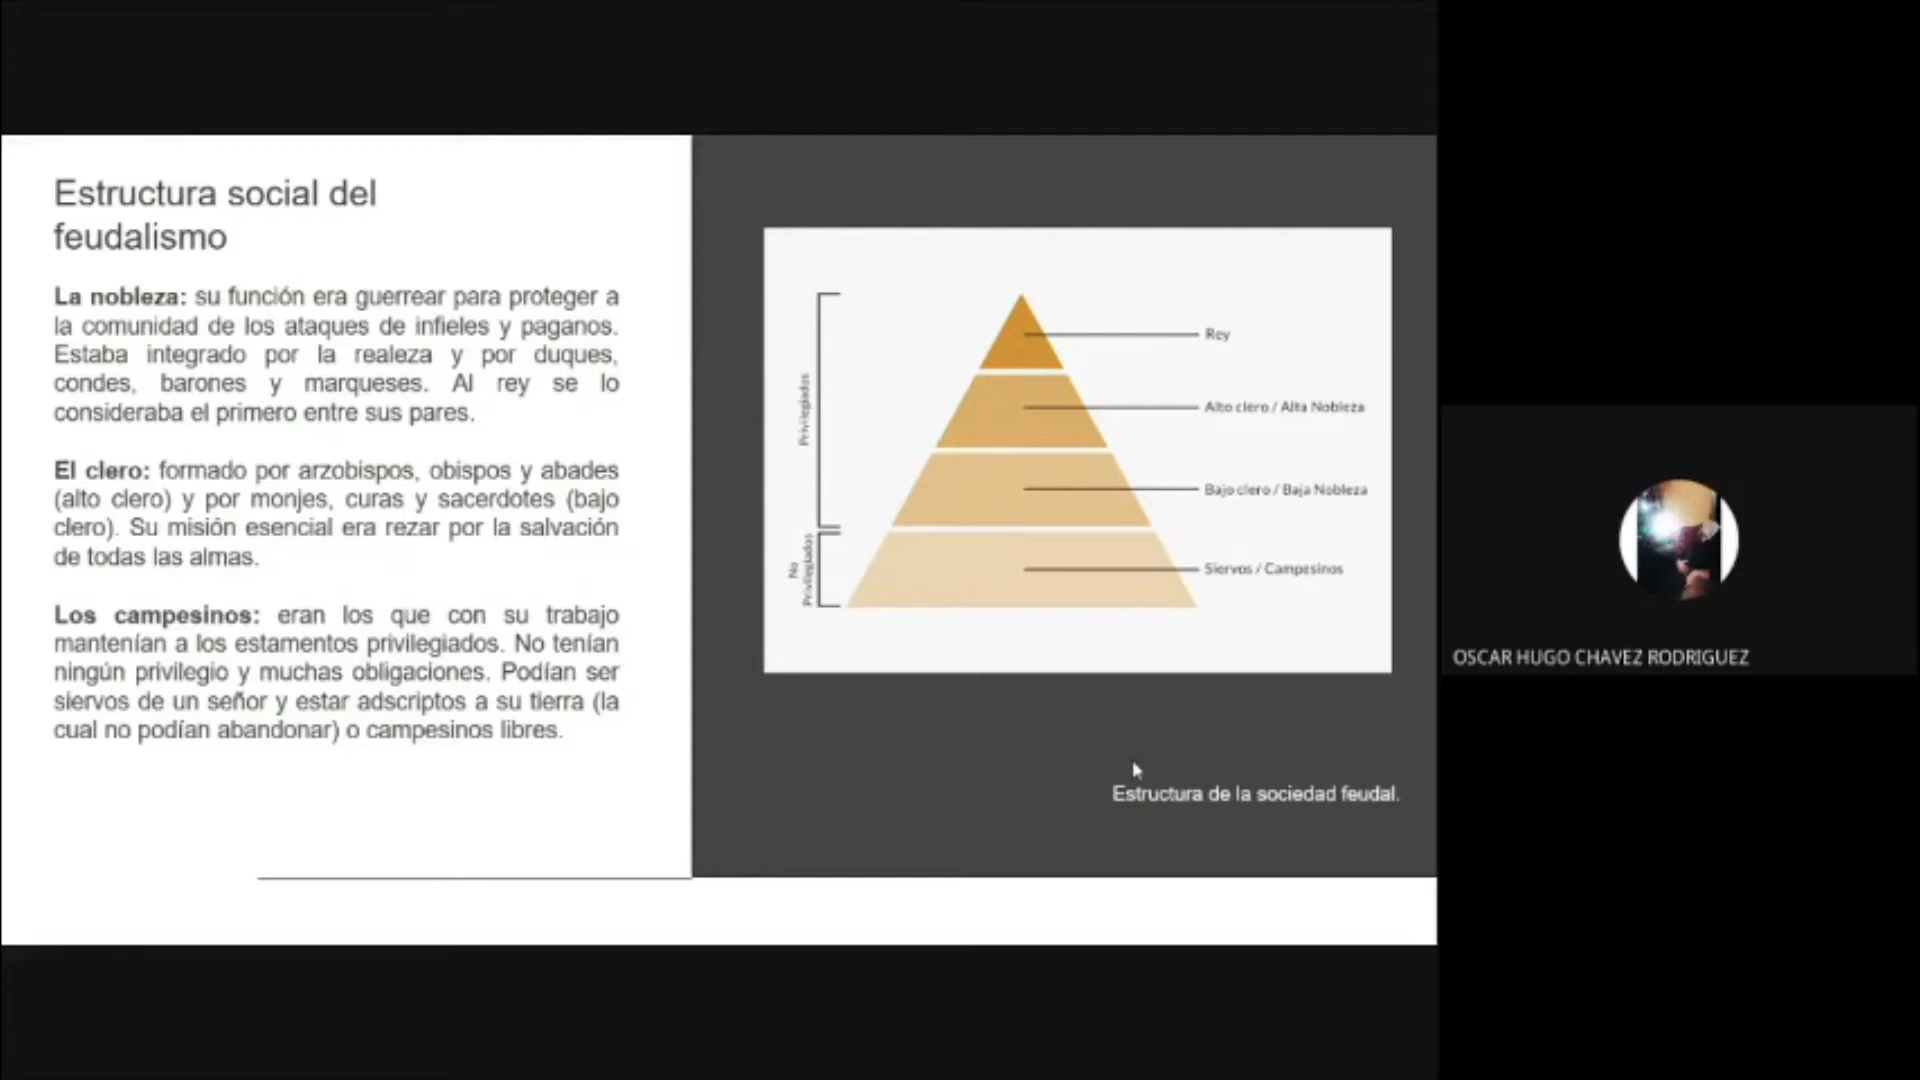 Estructura social del
feudalismo
La nobleza: su función era guerrear para proteger a
la comunidad de los ataques de infieles y paganos.
Estaba integrado por la realeza y por duques,
condes, barones y marqueses. Al rey se lo
consideraba el primero entre sus pares.
El clero: formado por arzobispos, obispos y abades
(alto clero) y por monjes, curas y sacerdotes (bajo
clero). Su misión esencial era rezar por la salvación
de todas las almas.
Los campesinos: eran los que con su trabajo
mantenían a los estamentos privilegiados. No tenían
ningún privilegio y muchas obligaciones. Podían ser
siervos de un señor y estar adscriptos a su tierra (la
cual no podían abandonar) o campesinos libres.
Privilegiados
No
Privilegiados
Rey
Alto clero / Alta Nobleza
Bajo clero / Baja Nobleza
Siervos / Campesinos
Estructura de la sociedad feudal.
OSCAR HUGO CHAVEZ RODRIGUEZ